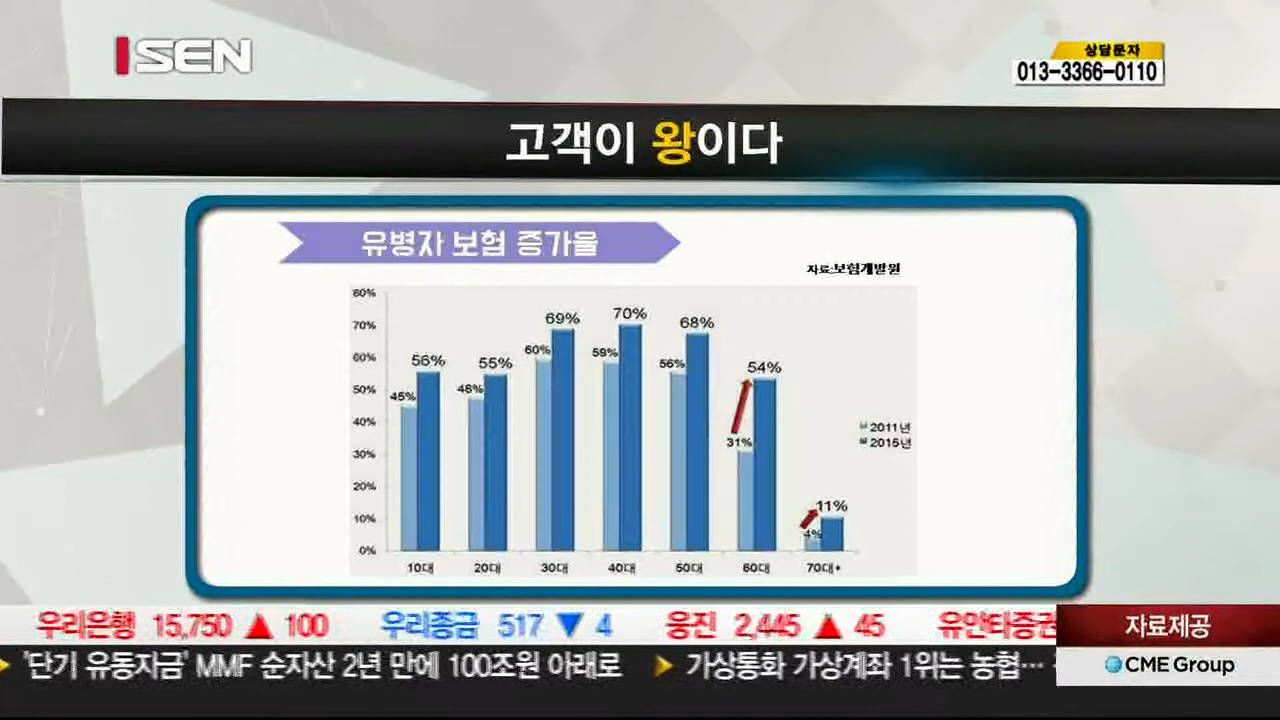 SEN
상담문자
013-3366-0110
고객이 왕이다
유병자 보험 증가율
자료:보험개발원
80%
70%
60%
50%
40%
30%
20%
10%
0%
45% 56%
48% 55%
60% 69%
59% 70%
56% 68%
31% 54%
4% 11%
10대 20대 30대 40대 50대 60대 70대+
2011년
2015년
우리은행 15,750 ▲ 100 우리종금 517 ▼ 4 웅진 2,445 ▲ 45 유안타증권
자료제공
'단기 유동자금' MMF 순자산 2년 만에 100조원 아래로 가상통화 가상계좌 1위는 농협…
CME Group